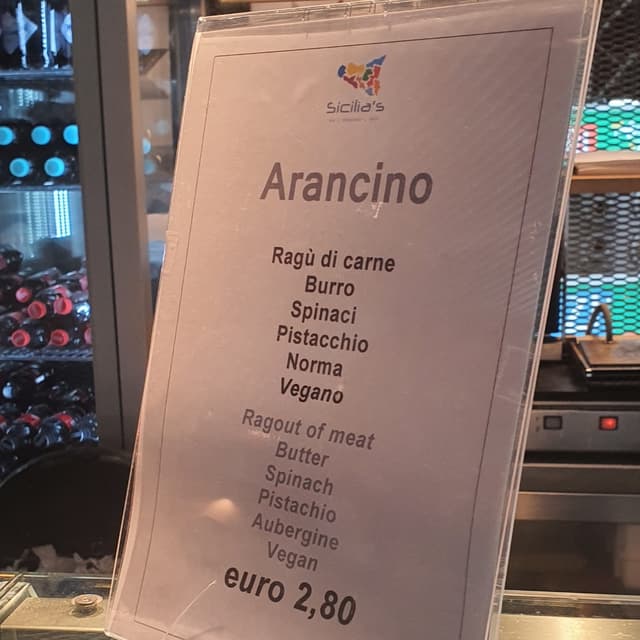 Sicilia's
Arancino
Ragù di carne
Burro
Spinaci
Pistacchio
Norma
Vegano
Ragout of meat
Butter
Spinach
Pistachio
Aubergine
Vegan
euro 2,80